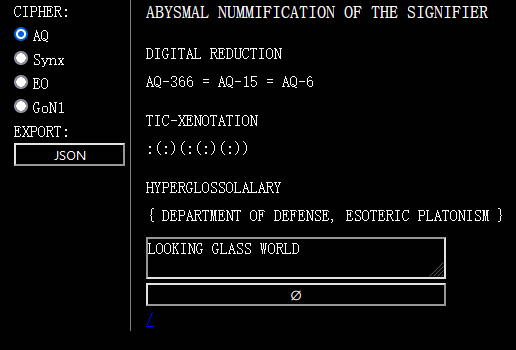 CIPHER:
AQ
Synx
EO
GoN1
EXPORT:
JSON
ABYSMAL NUMMIFICATION OF THE SIGNIFIER
DIGITAL REDUCTION
AQ-366 = AQ-15 = AQ-6
TIC-XENOTATION
:(:)(:(:)(:))
HYPERGLOSSOLALARY
{ DEPARTMENT OF DEFENSE, ESOTERIC PLATONISM }
LOOKING GLASS WORLD
∅
/